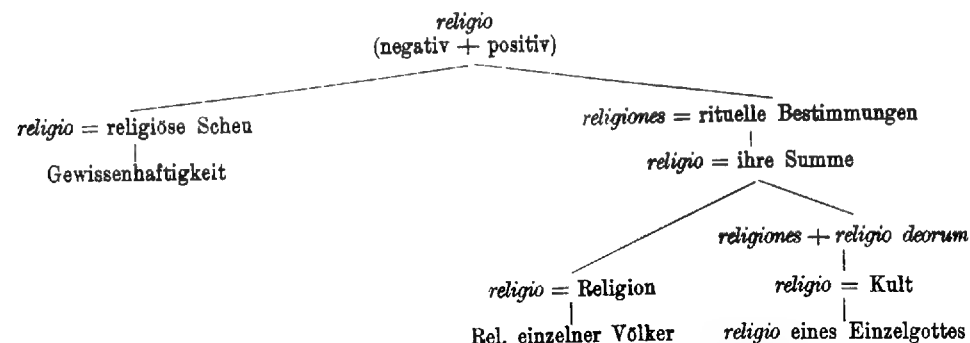 religio
(negativ + positiv)
religio = religiöse Scheu
Gewissenhaftigkeit
religiones = rituelle Bestimmungen
religio = ihre Summe
religiones + religio deorum
religio = Religion
religio = Kult
Rel. einzelner Völker
religio eines Einzelgottes